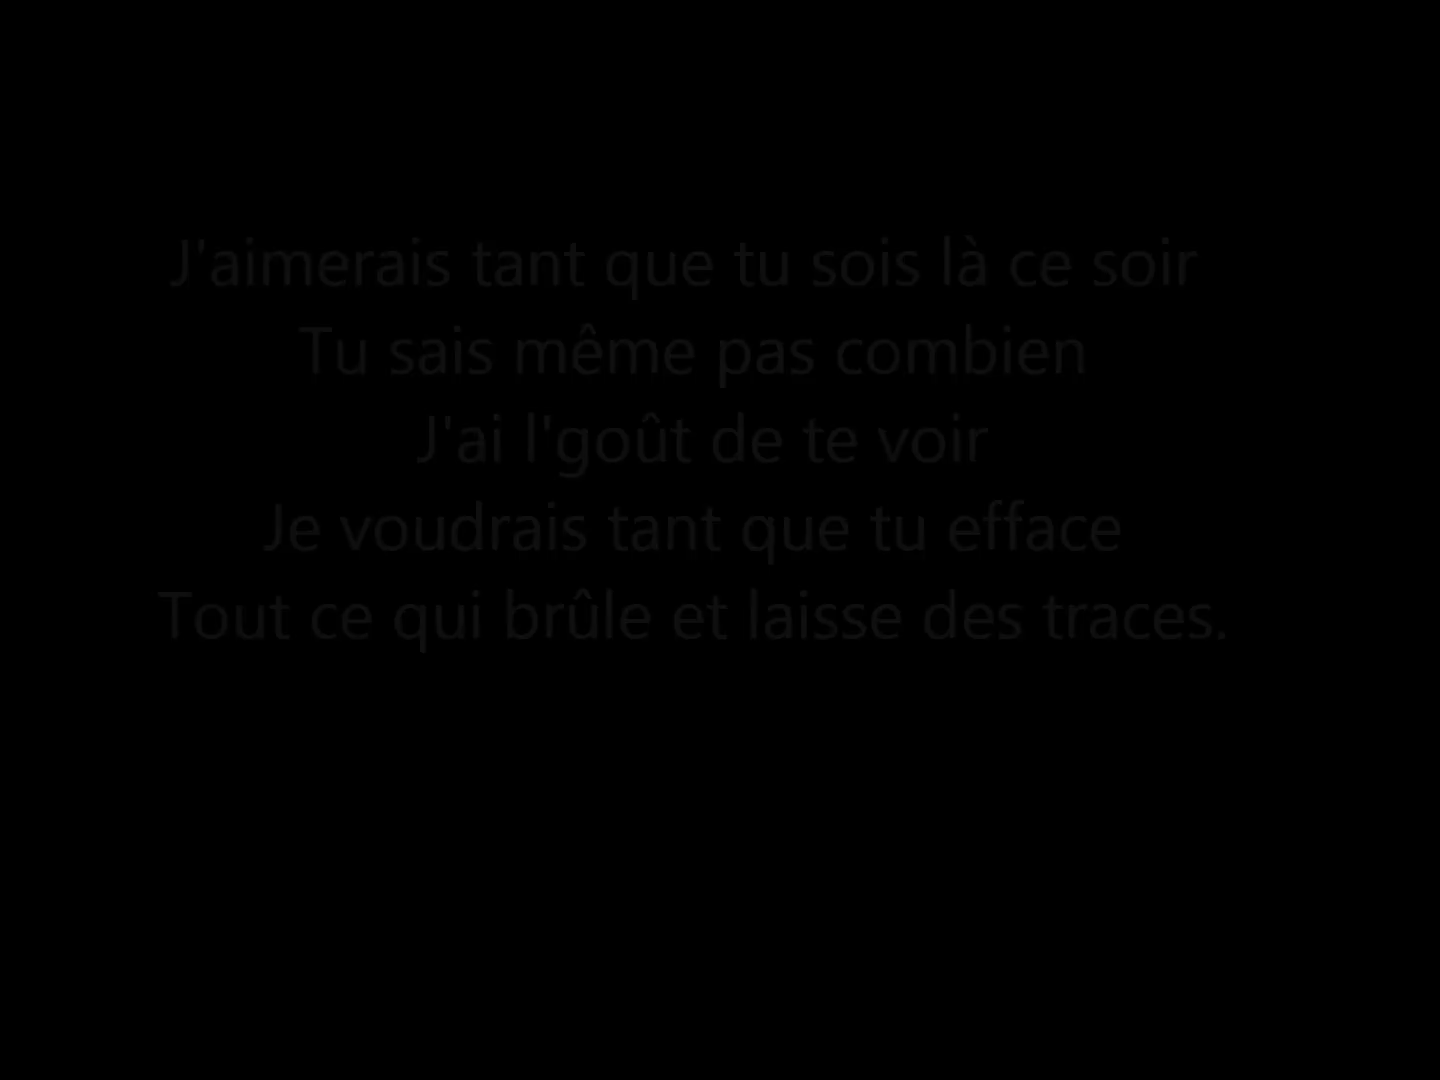 J'aimerais tant que tu sois là ce soir
Tu sais même pas combien
J'ai l'goût de te voir
Je voudrais tant que tu efface
Tout ce qui brûle et laisse des traces.